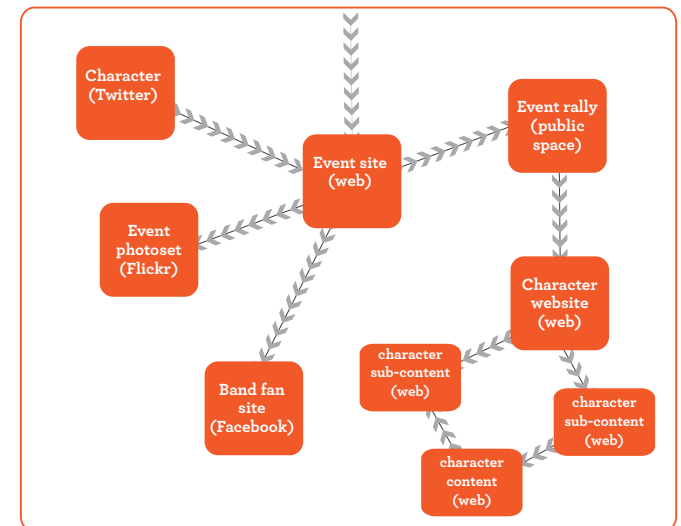 Character
(Twitter)
Event rally
(public
space)
Event site
(web)
Event
photoset
(Flickr)
Character
website
(web)
character
sub-content
(web)
Band fan
site
(Facebook)
character
sub-content
(web)
character
content
(web)